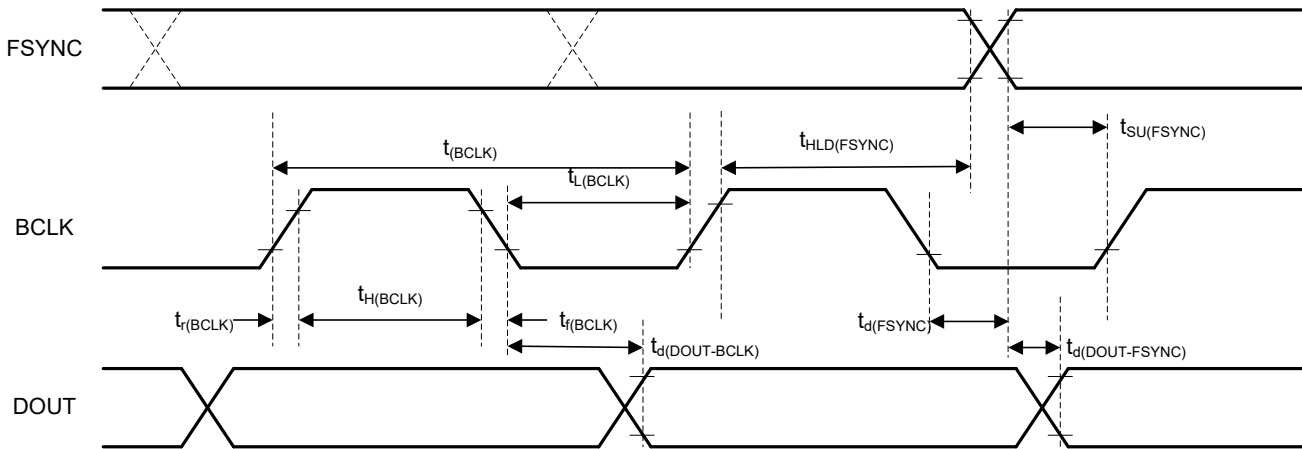 FSYNC
t(BCLK)
tHLD(FSYNC)
tSU(FSYNC)
tL(BCLK)
BCLK
tr(BCLK)
tH(BCLK)
tf(BCLK)
td(FSYNC)
td(DOUT-BCLK)
td(DOUT-FSYNC)
DOUT